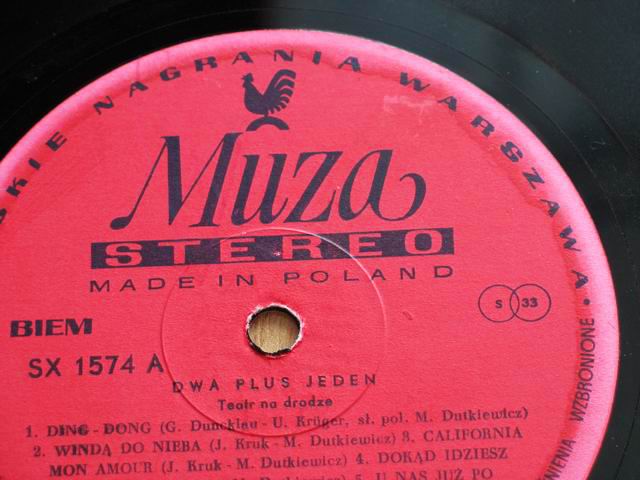 SKIE NAGRANIA WARSZAWA •
Muza
STEREO
MADE IN POLAND
BIEM
S 33
SX 1574 A
DWA PLUS JEDEN
Teatr na drodze
1. DING-DONG (G. Duncklau - U. Krüger, sł. pol. M. Dutkiewicz)
2. WINDĄ DO NIEBA (J. Kruk - M. Dutkiewicz) 3. CALIFORNIA
MON AMOUR (J. Kruk - M. Dutkiewicz) 4. DOKĄD IDZIESZ
5. U NAS JUŻ PO
WZBRONIONE